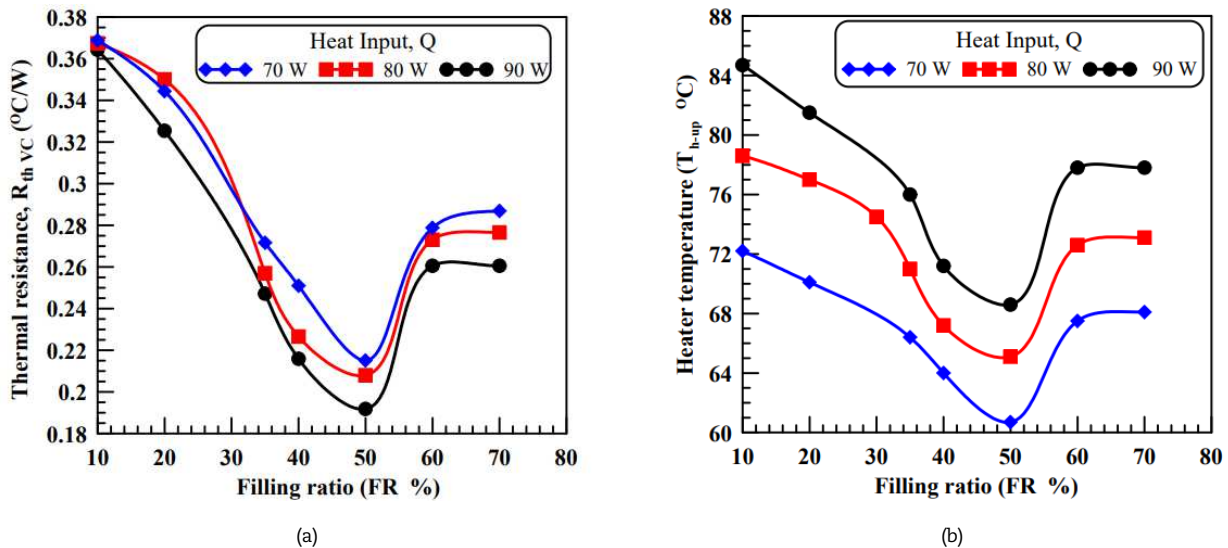 Heat Input, Q
70 W 80 W 90 W
0.38
0.36
0.34
0.32
0.3
0.28
0.26
0.24
0.22
0.2
0.18
Thermal resistance, Rth VC (OC/W)
10 20 30 40 50 60 70 80
Filling ratio (FR %)
(a)
Heat Input, Q
70 W 80 W 90 W
88
84
80
76
72
68
64
60
Heater temperature (Th-up OC)
10 20 30 40 50 60 70 80
Filling ratio (FR %)
(b)